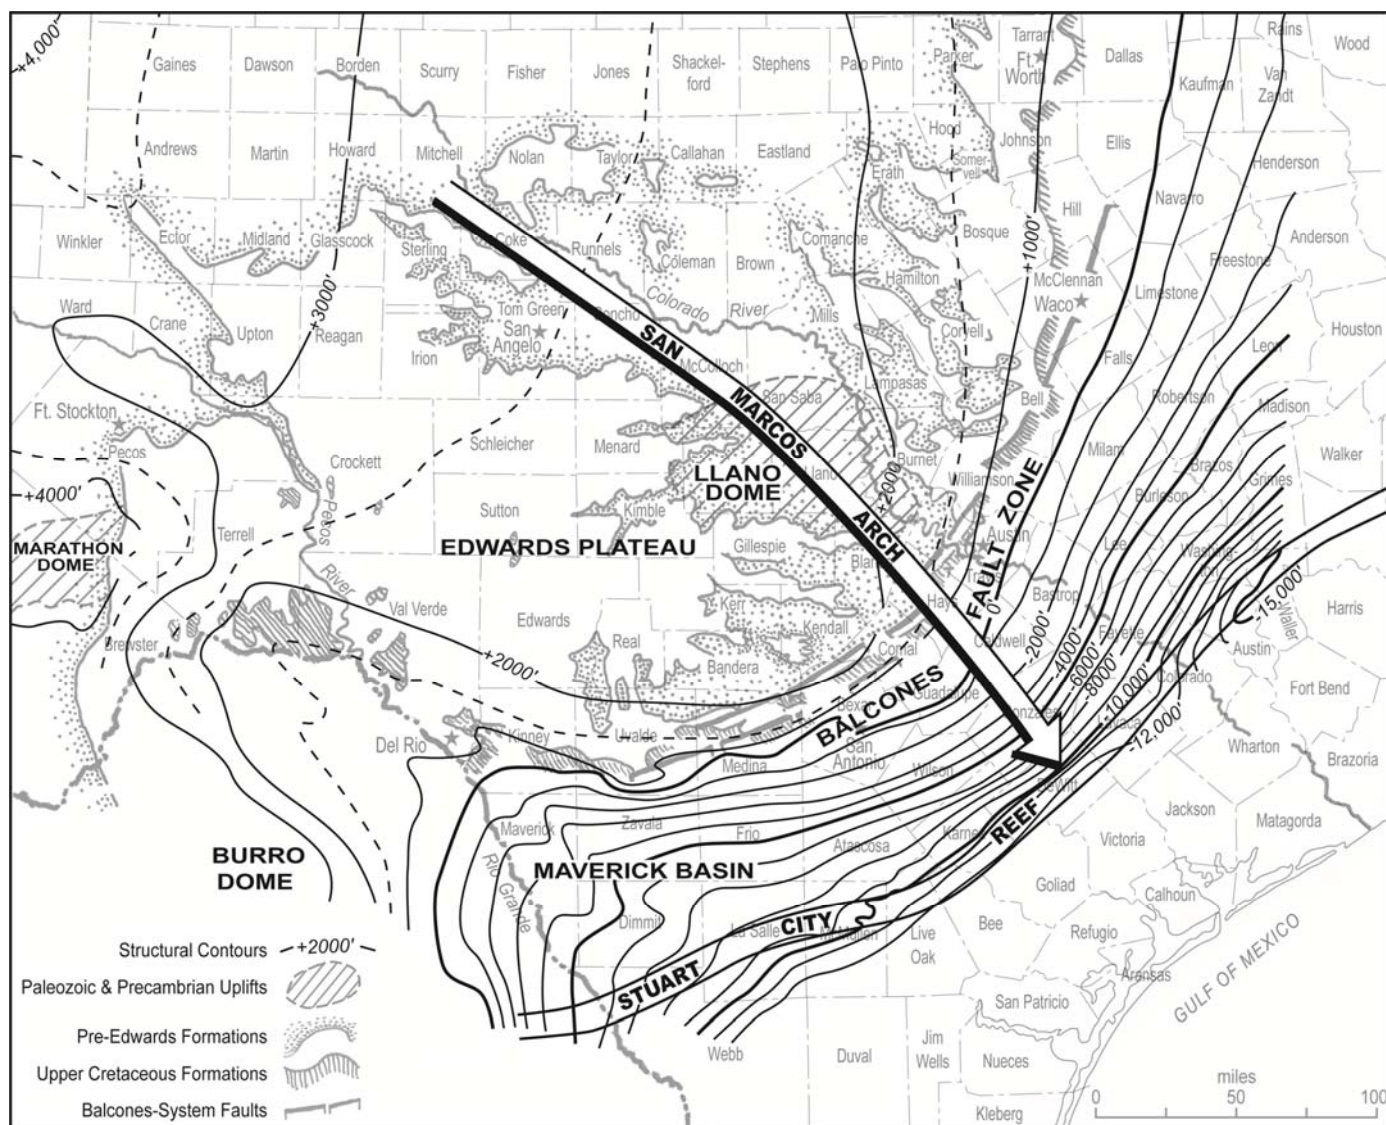 +4,000'
Gaines
Dawson
Borden
Scurry
Fisher
Jones
Shackel-
ford
Stephens
Palo Pinto
Parker
Tarrant
Ft.
Worth
Dallas
Kaufman
Rains
Van
Zandt
Wood
Andrews
Martin
Howard
Mitchell
Nolan
Taylor
Callahan
Eastland
Erath
Hood
Somer-
vell
Johnson
Ellis
Henderson
Navarro
Hill
Winkler
Ector
Midland
Glasscock
Sterling
Coke
Runnels
Coleman
Brown
Comanche
Hamilton
Bosque
+1000'
McClennan
Waco
Limestone
Freestone
Anderson
Ward
Crane
Upton
Reagan
+3000'
Irion
Tom Green
San
Angelo
Concho
Colorado River
Mills
Coryell
Falls
Leon
Houston
SAN MARCOS ARCH
McCulloch
San Saba
Lampasas
Bell
Robertson
Madison
Ft. Stockton
Pecos
Crockett
Schleicher
Menard
LLANO
DOME
Llano
Burnet
Williamson
Milam
Brazos
Grimes
Walker
+4000'
MARATHON
DOME
Terrell
Pecos River
Sutton
Kimble
EDWARDS PLATEAU
Gillespie
Blanco
+2000
Austin
Travis
Lee
Burleson
Washing-
ton
BALCONES FAULT ZONE
Brewster
Val Verde
Edwards
Real
Kerr
Kendall
Bandera
Hays
Comal
0'
Caldwell
Bastrop
Fayette
-15,000'
Waller
Harris
Austin
+2000'
-2000'
-4000'
-6000'
-8000'
-10,000'
-12,000'
Colorado
Fort Bend
Del Rio
Kinney
Uvalde
Medina
Bexar
San
Antonio
Guadalupe
Gonzales
Lavaca
Wilson
DeWitt
Wharton
Brazoria
Maverick
Zavala
Frio
Atascosa
Karnes
Victoria
Jackson
Matagorda
BURRO
DOME
Rio Grande
MAVERICK BASIN
Dimmit
La Salle
McMullen
Live
Oak
Bee
Goliad
Refugio
Calhoun
Aransas
STUART CITY REEF
San Patricio
GULF OF MEXICO
Webb
Duval
Jim
Wells
Nueces
Kleberg
Structural Contours
+2000'
Paleozoic & Precambrian Uplifts
Pre-Edwards Formations
Upper Cretaceous Formations
Balcones-System Faults
miles
0 50 100